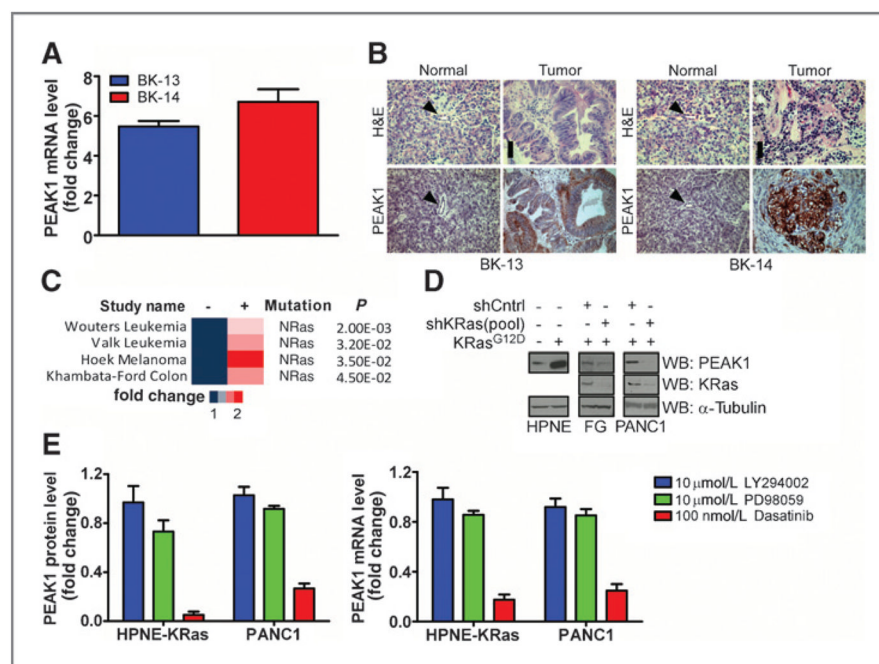 A
BK-13
BK-14
PEAK1 mRNA level
(fold change)
8
6
4
2
0
B
Normal Tumor Normal Tumor
H&E H&E
PEAK1 PEAK1
BK-13 BK-14
C
Study name - + Mutation P
Wouters Leukemia NRas 2.00E-03
Valk Leukemia NRas 3.20E-02
Hoek Melanoma NRas 3.50E-02
Khambata-Ford Colon NRas 4.50E-02
fold change
1 2
D
shCntrl + - + -
shKRas(pool) - + - +
KRasG12D - + + + + +
WB: PEAK1
WB: KRas
WB: α-Tubulin
HPNE FG PANC1
E
PEAK1 protein level
(fold change)
1.2
0.8
0.4
0.0
HPNE-KRas PANC1
PEAK1 mRNA level
(fold change)
1.2
0.8
0.4
0.0
HPNE-KRas PANC1
10 μmol/L LY294002
10 μmol/L PD98059
100 nmol/L Dasatinib